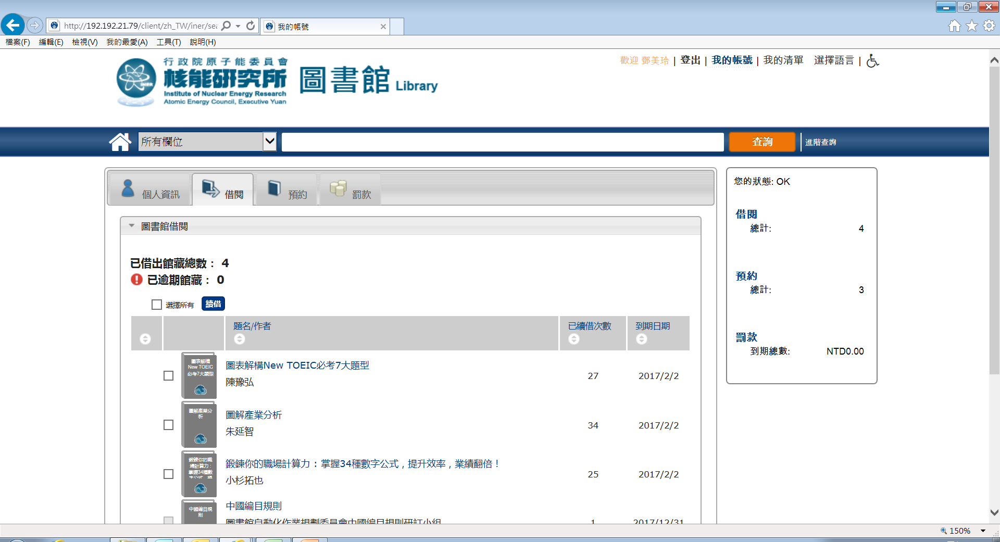 http://192.192.21.79/client/zh_TW/iner/sea
我的帳號
檔案(F) 編輯(E) 檢視(V) 我的最愛(A) 工具(T) 說明(H)
行政院原子能委員會
核能研究所
Institute of Nuclear Energy Research
Atomic Energy Council, Executive Yuan
INER
圖書館 Library
歡迎 鄧美玲 | 登出 | 我的帳號 | 我的清單 選擇語言 |
所有欄位
查詢
進階查詢
個人資訊
借閱
預約
罰款
圖書館借閱
已借出館藏總數： 4
已逾期館藏： 0
選擇所有 續借
題名/作者 已續借次數 到期日期
圖表解構
New TOEIC
必考7大題型
圖表解構New TOEIC必考7大題型
陳豫弘
27 2017/2/2
圖解產業分
析
圖解產業分析
朱延智
34 2017/2/2
鍛鍊你的職
場計算力：
掌握34種數
字公式，提
鍛鍊你的職場計算力：掌握34種數字公式，提升效率，業績翻倍！
小杉拓也
25 2017/2/2
中國編目規
則
中國編目規則
圖書館自動化作業規劃委員會中國編目規則研訂小組
1 2017/12/31
您的狀態: OK
借閱
總計: 4
預約
總計: 3
罰款
到期總數: NTD0.00
150%